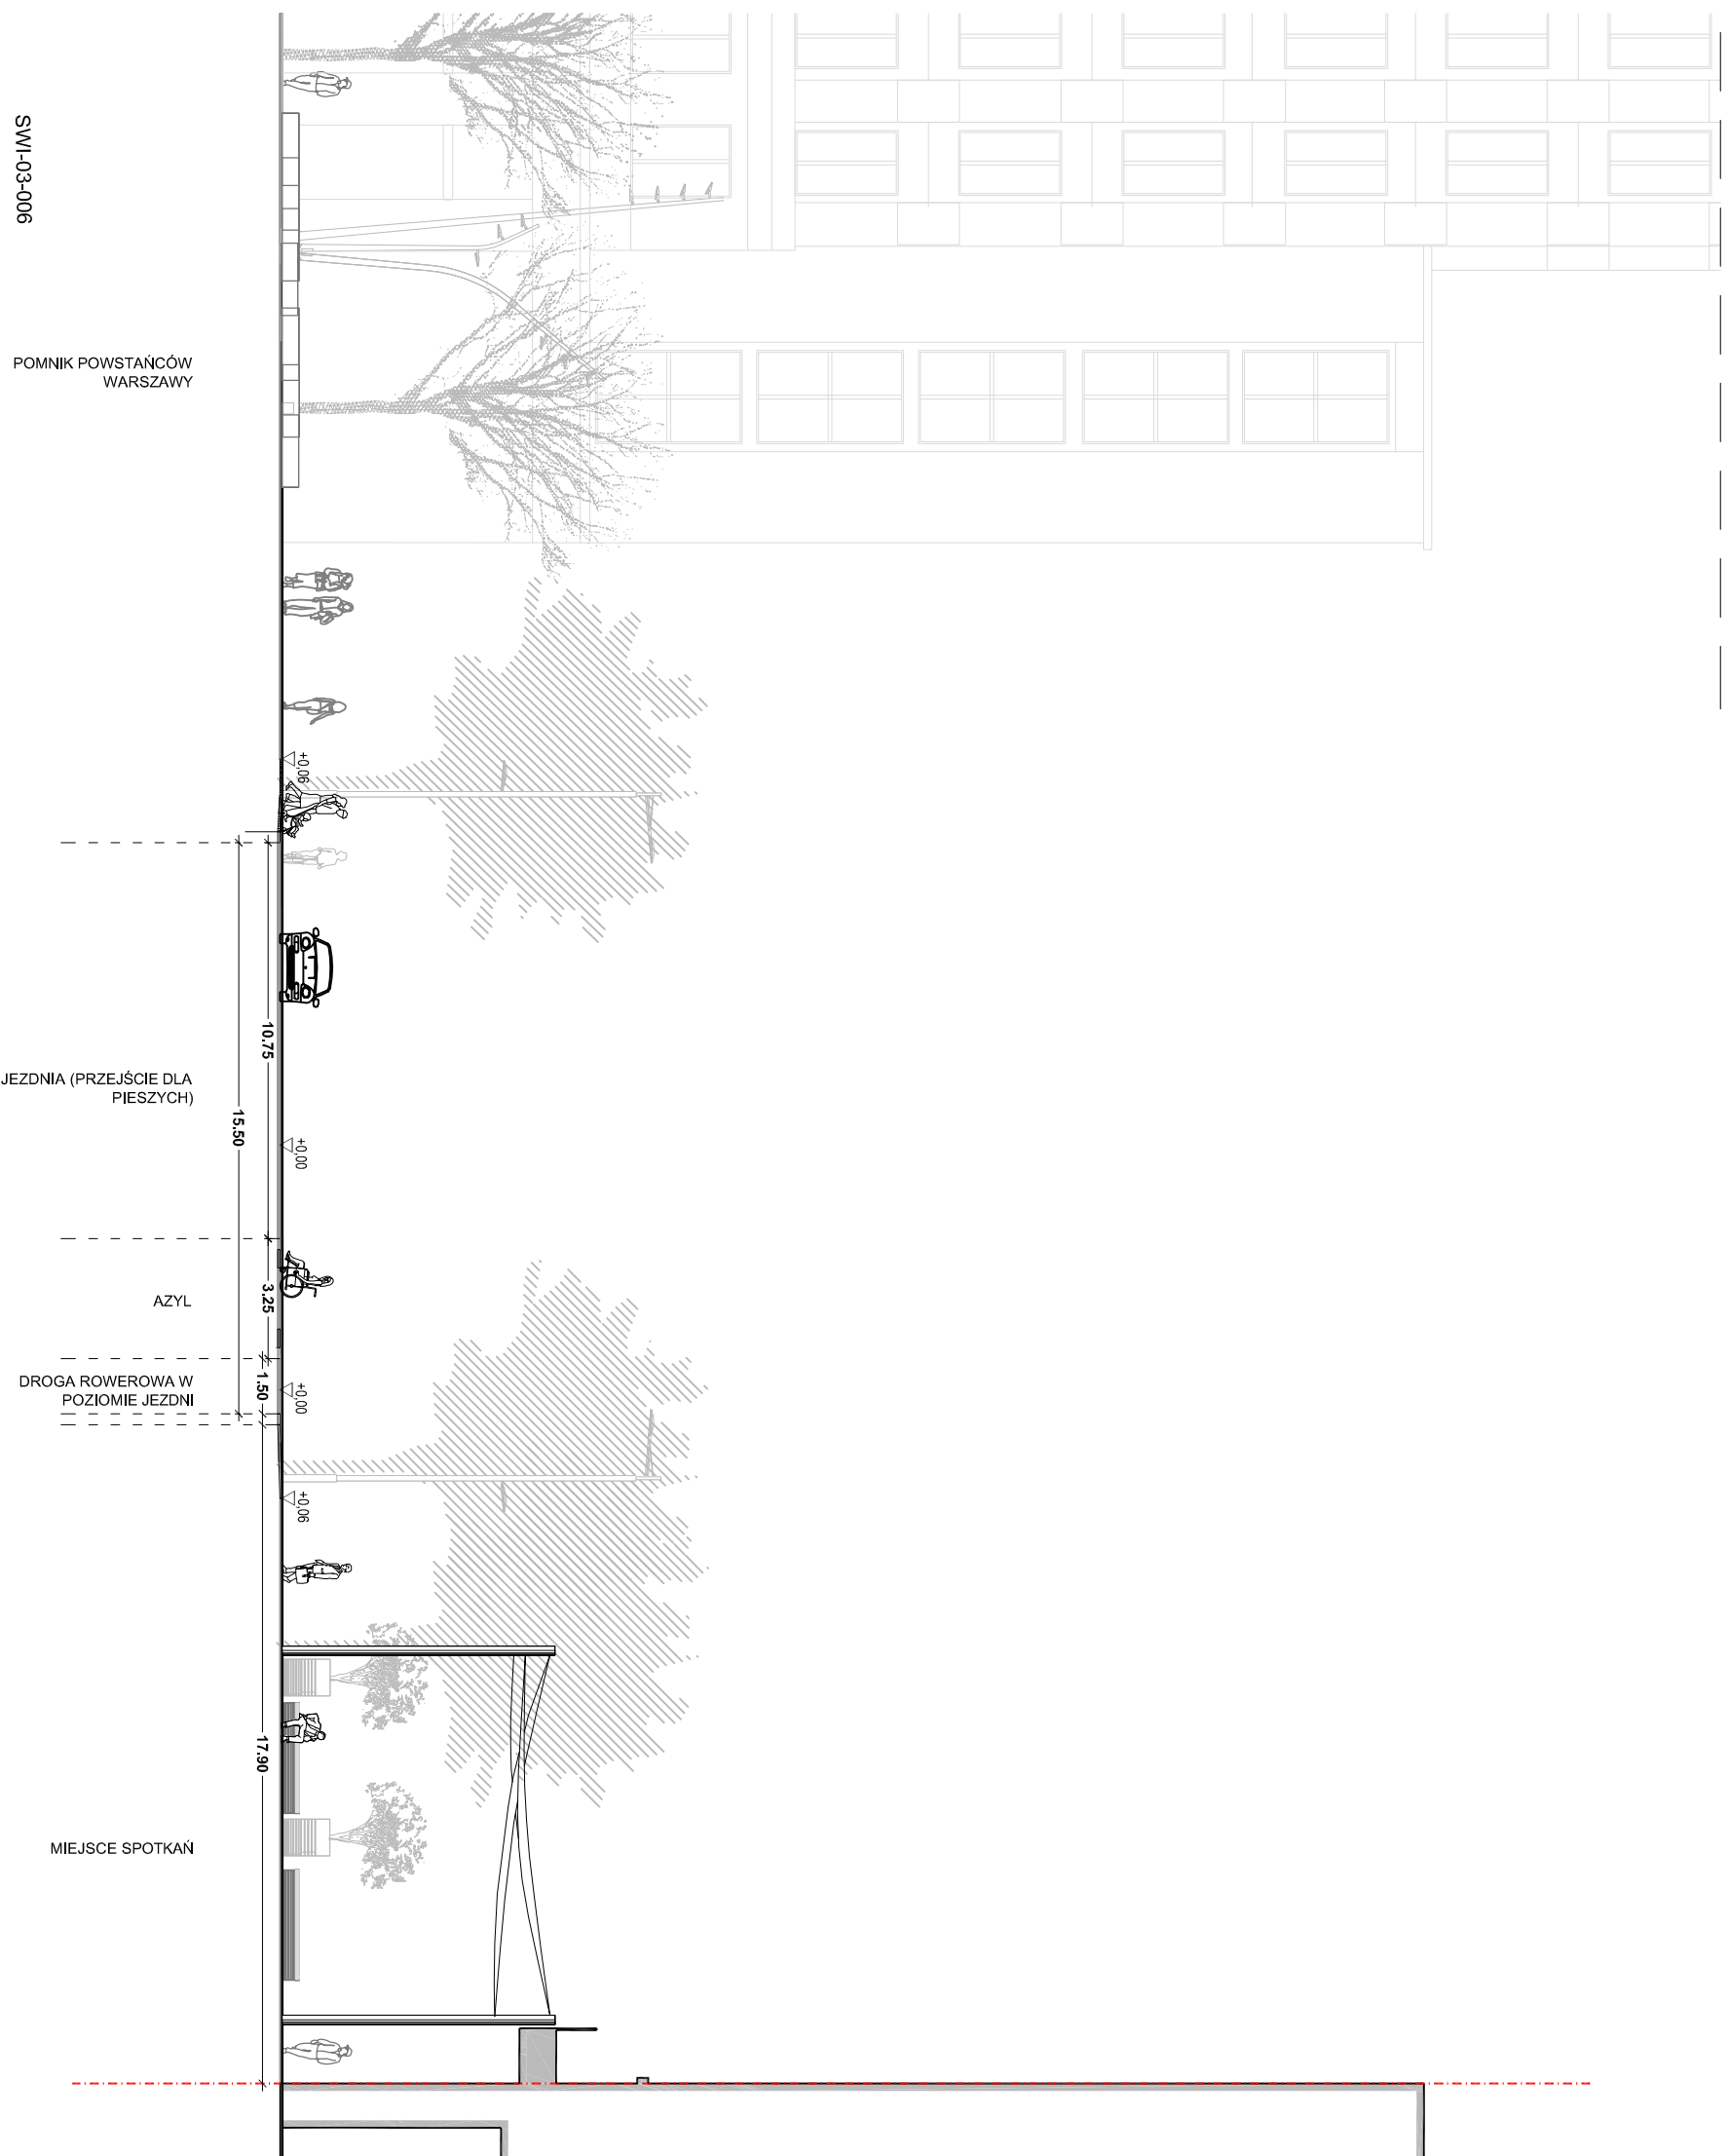 SWI-03-006
POMNIK POWSTAŃCÓW
WARSZAWY
+0,06
10.75
15.50
JEZDNIA (PRZEJŚCIE DLA
PIESZYCH)
+0,00
3.25
AZYL
1.50
+0,00
DROGA ROWEROWA W
POZIOMIE JEZDNI
+0,06
17.90
MIEJSCE SPOTKAŃ